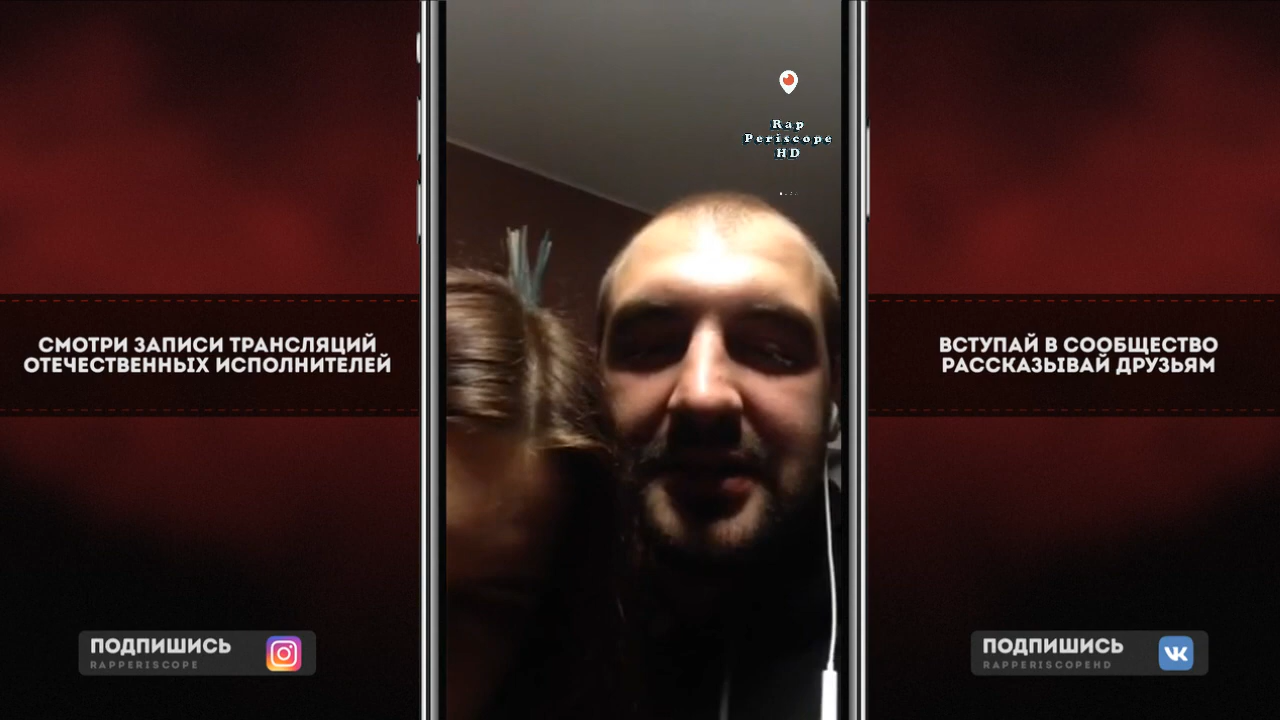 Rap
Periscope
HD
СМОТРИ ЗАПИСИ ТРАНСЛЯЦИЙ
ОТЕЧЕСТВЕННЫХ ИСПОЛНИТЕЛЕЙ
ВСТУПАЙ В СООБЩЕСТВО
РАССКАЗЫВАЙ ДРУЗЬЯМ
ПОДПИШИСЬ
RAPPERISCOPE
ПОДПИШИСЬ
RAPPERISCOPEHD